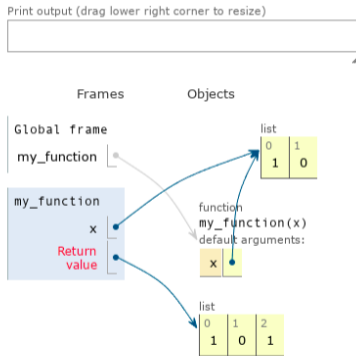 Print output (drag lower right corner to resize)
Frames Objects
Global frame
my_function
list
0 1
1 0
my_function
x
Return
value
function
my_function(x)
default arguments:
x
list
0 1 2
1 0 1